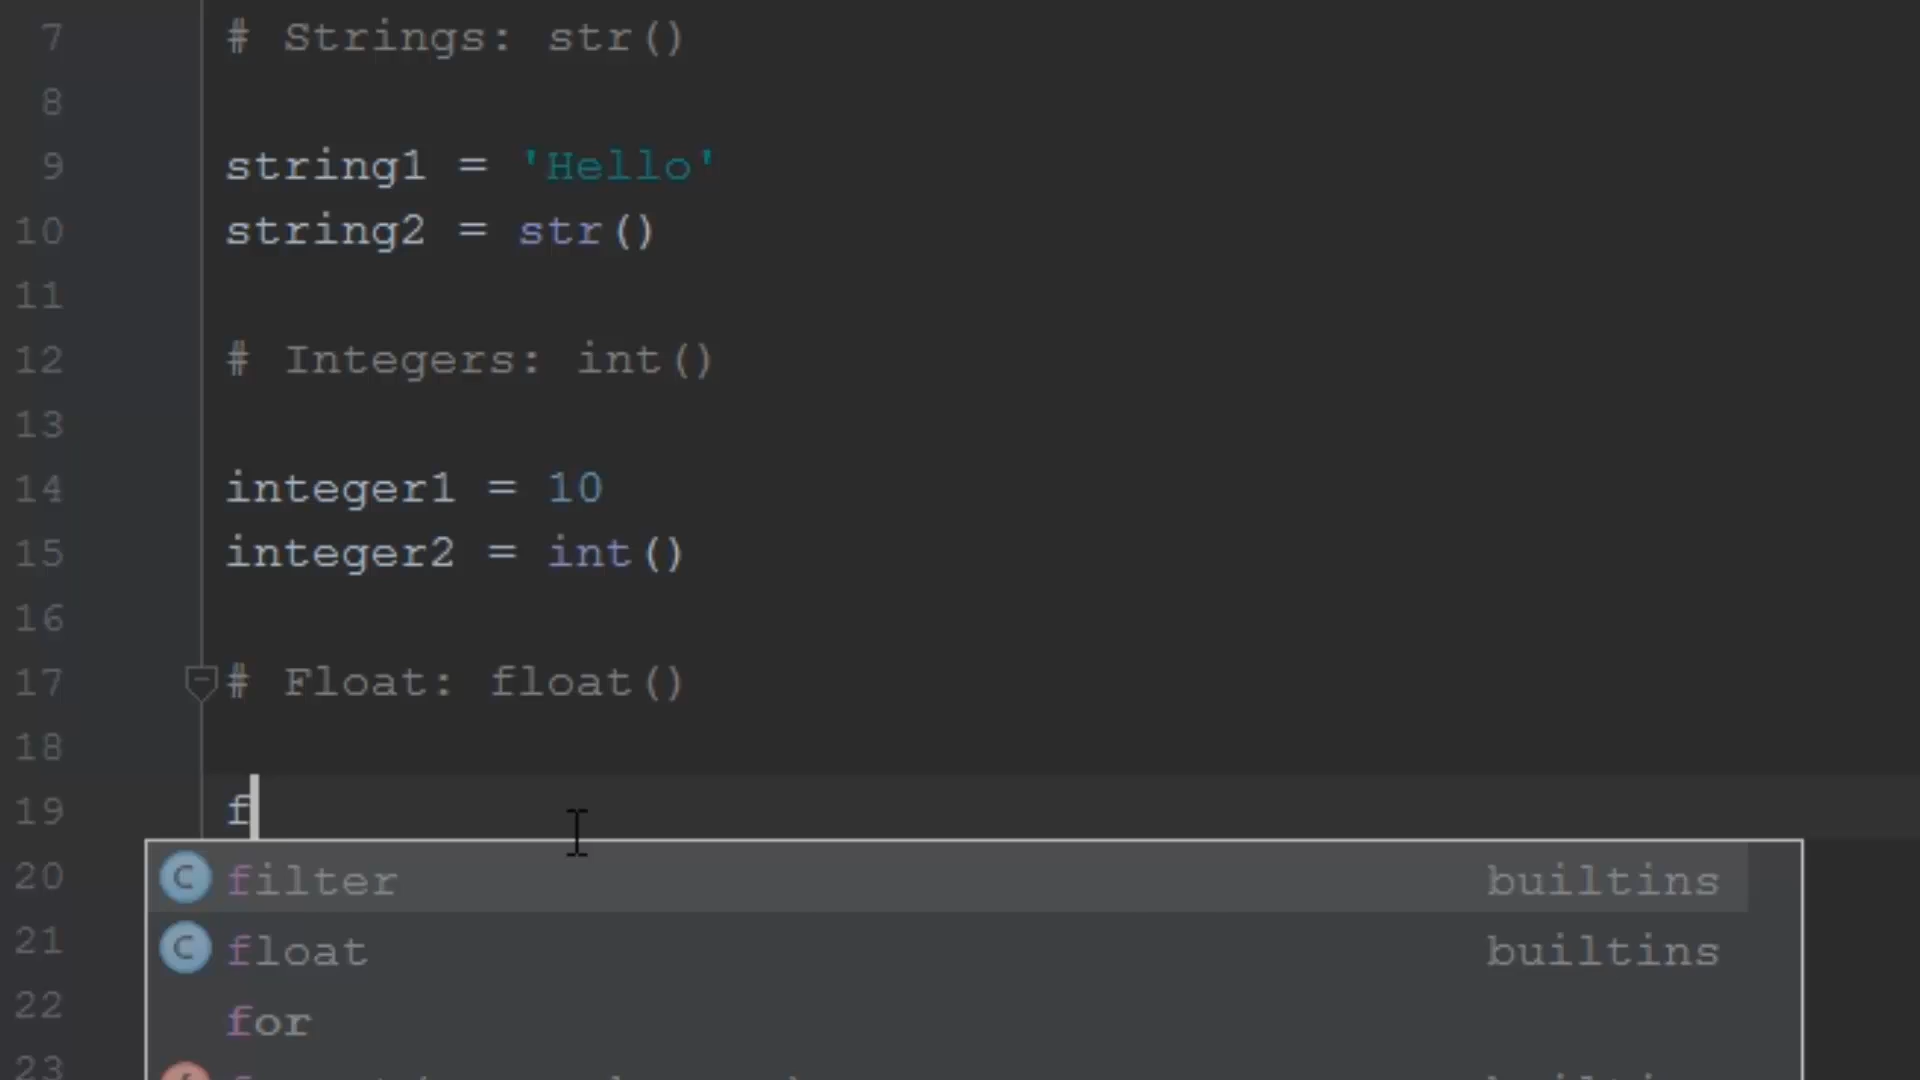 7 # Strings: str()
8
9 string1 = 'Hello'
10 string2 = str()
11
12 # Integers: int()
13
14 integer1 = 10
15 integer2 = int()
16
17 # Float: float()
18
19 f
20 filter builtins
21 float builtins
22 for
23